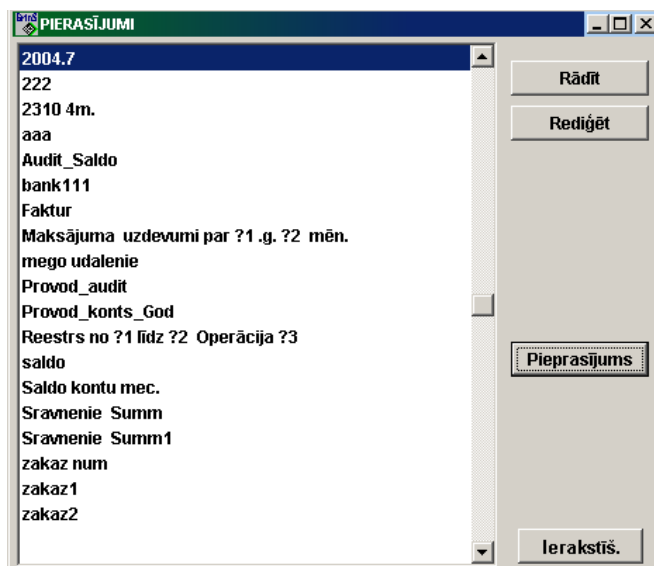 PIERASĪJUMI
2004.7
222
2310 4m.
aaa
Audit_Saldo
bank111
Faktur
Maksājuma uzdevumi par ?1 .g. ?2 mēn.
mego udalenie
Provod_audit
Provod_konts_God
Reestrs no ?1 līdz ?2 Operācija ?3
saldo
Saldo kontu mec.
Sravnenie Summ
Sravnenie Summ1
zakaz num
zakaz1
zakaz2
Rādīt
Rediģēt
Pieprasījums
Ierakstīš.